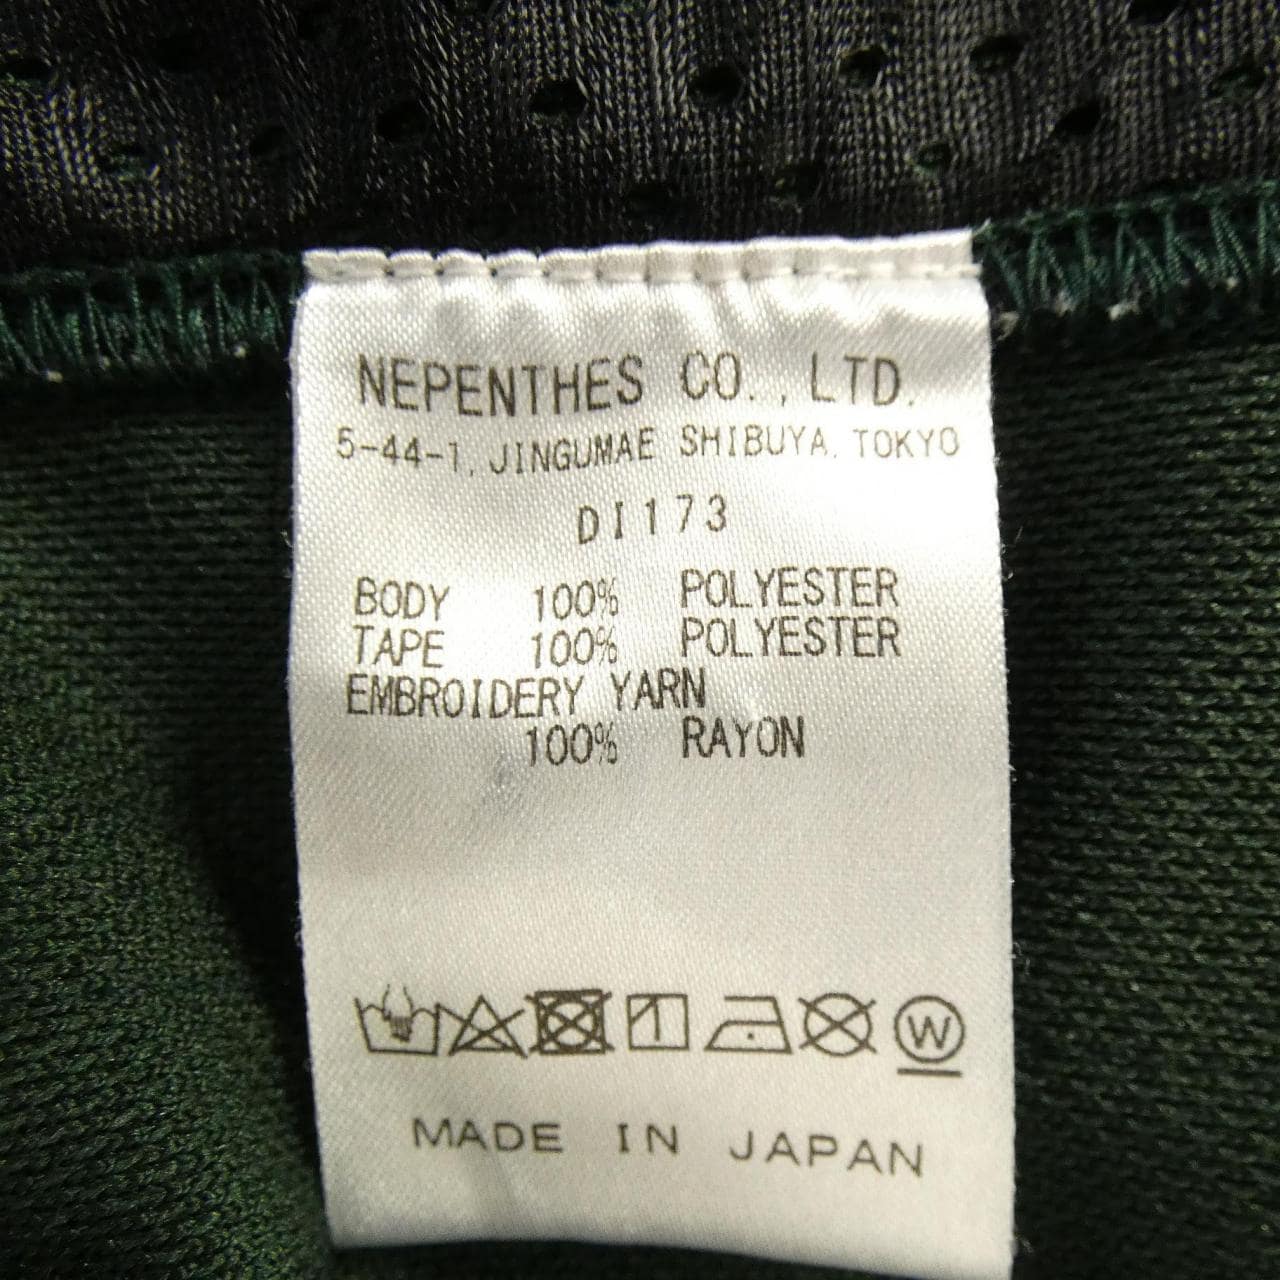 NEPENTHES CO., LTD.
5-44-1, JINGUMAE SHIBUYA, TOKYO
DI173
BODY 100% POLYESTER
TAPE 100% POLYESTER
EMBROIDERY YARN
100% RAYON
W
MADE IN JAPAN